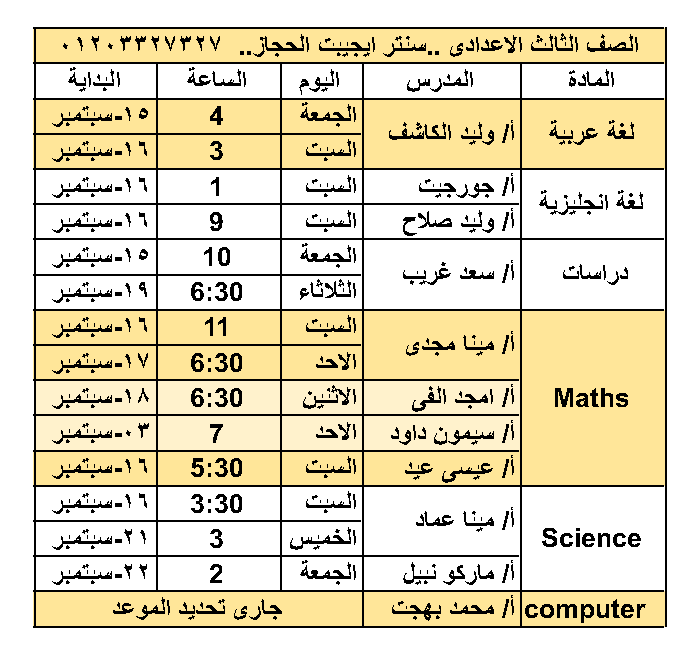 الصف الثالث الاعدادى ..سنتر ايجيبت الحجاز.. ٠١٢٠٣٣٢٧٣٢٧
المادة المدرس اليوم الساعة البداية
لغة عربية أ/ وليد الكاشف الجمعة 4 ١٥-سبتمبر
السبت 3 ١٦-سبتمبر
لغة انجليزية أ/ جورجيت السبت 1 ١٦-سبتمبر
أ/ وليد صلاح السبت 9 ١٦-سبتمبر
دراسات أ/ سعد غريب الجمعة 10 ١٥-سبتمبر
الثلاثاء 6:30 ١٩-سبتمبر
Maths أ/ مينا مجدى السبت 11 ١٦-سبتمبر
الاحد 6:30 ١٧-سبتمبر
أ/ امجد الفى الاثنين 6:30 ١٨-سبتمبر
أ/ سيمون داود الاحد 7 ٠٣-سبتمبر
أ/ عيسى عيد السبت 5:30 ١٦-سبتمبر
Science أ/ مينا عماد السبت 3:30 ١٦-سبتمبر
الخميس 3 ٢١-سبتمبر
أ/ ماركو نبيل الجمعة 2 ٢٢-سبتمبر
computer أ/ محمد بهجت جارى تحديد الموعد